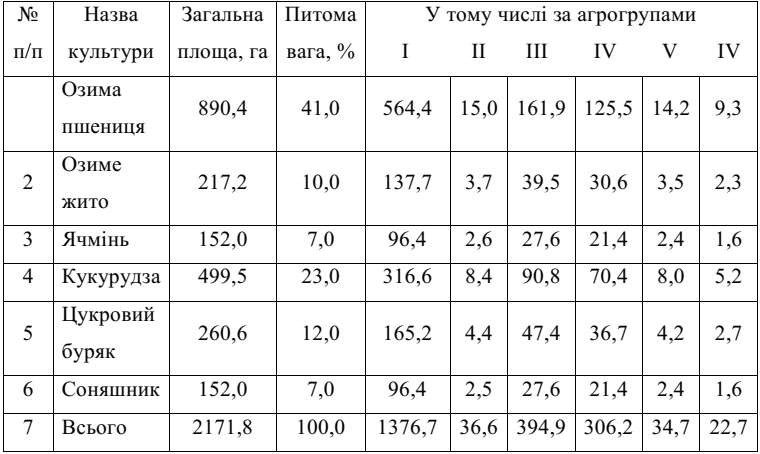 № Назва Загальна Питома У тому числі за агрогрупами
п/п культури площа, га вага, % I II III IV V IV
Озима
пшениця 890,4 41,0 564,4 15,0 161,9 125,5 14,2 9,3
2 Озиме жито 217,2 10,0 137,7 3,7 39,5 30,6 3,5 2,3
3 Ячмінь 152,0 7,0 96,4 2,6 27,6 21,4 2,4 1,6
4 Кукурудза 499,5 23,0 316,6 8,4 90,8 70,4 8,0 5,2
5 Цукровий буряк 260,6 12,0 165,2 4,4 47,4 36,7 4,2 2,7
6 Соняшник 152,0 7,0 96,4 2,5 27,6 21,4 2,4 1,6
7 Всього 2171,8 100,0 1376,7 36,6 394,9 306,2 34,7 22,7